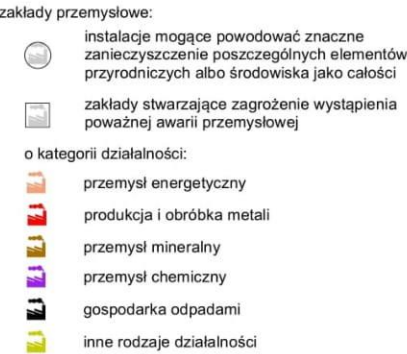 zakłady przemysłowe:
instalacje mogące powodować znaczne
zanieczyszczenie poszczególnych elementów
przyrodniczych albo środowiska jako całości
zakłady stwarzające zagrożenie wystąpienia
poważnej awarii przemysłowej
o kategorii działalności:
przemysł energetyczny
produkcja i obróbka metali
przemysł mineralny
przemysł chemiczny
gospodarka odpadami
inne rodzaje działalności